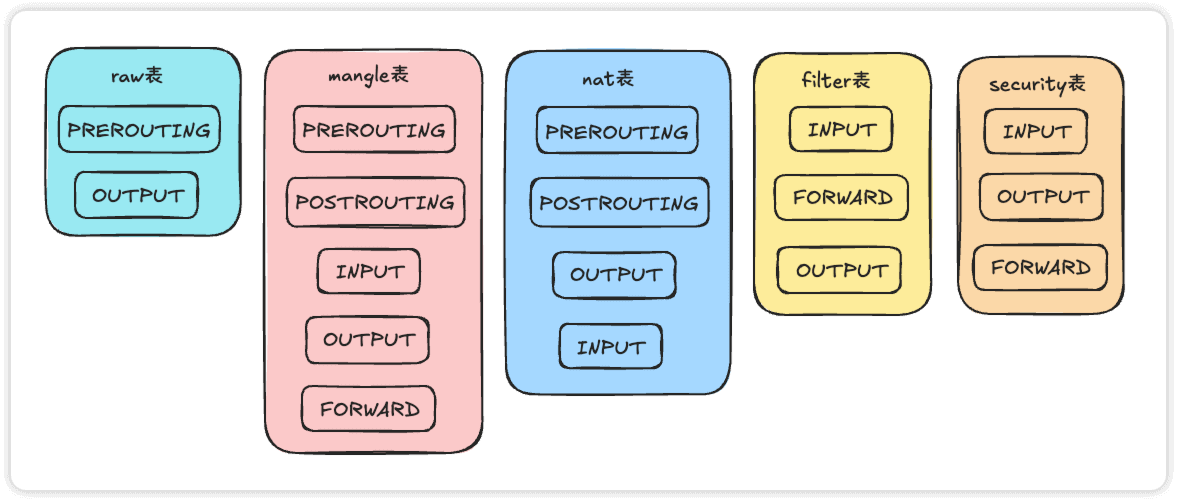 raw表
PREROUTING
OUTPUT
mangle表
PREROUTING
POSTROUTING
INPUT
OUTPUT
FORWARD
nat表
PREROUTING
POSTROUTING
OUTPUT
INPUT
filter表
INPUT
FORWARD
OUTPUT
security表
INPUT
OUTPUT
FORWARD